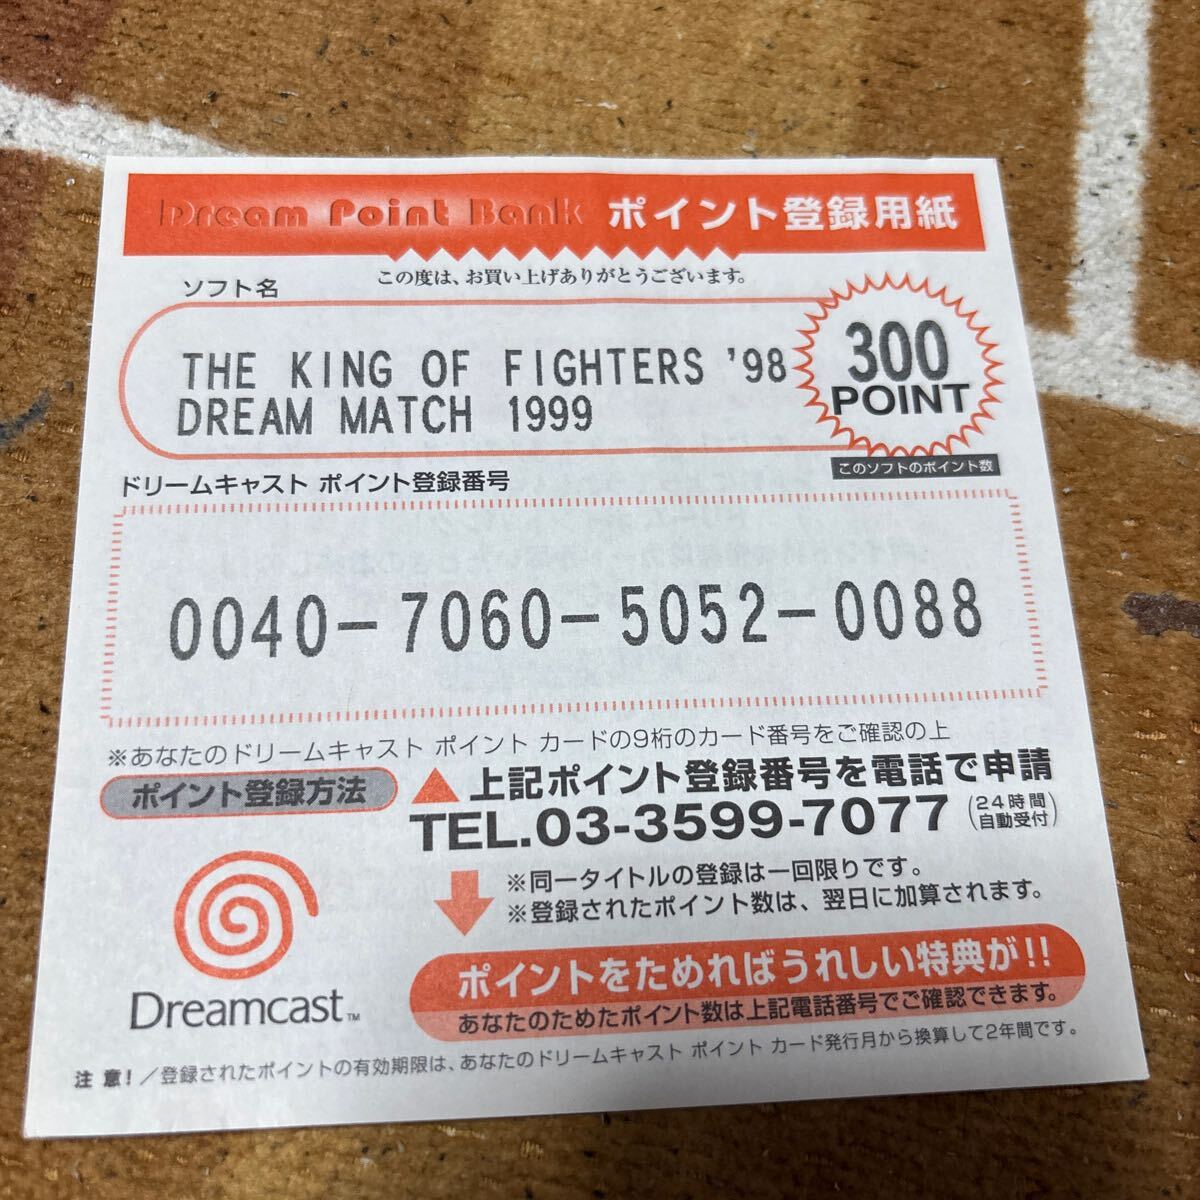 Dream Point Bank ポイント登録用紙
この度は、お買い上げありがとうございます。
ソフト名
THE KING OF FIGHTERS '98
DREAM MATCH 1999
300
POINT
このソフトのポイント数
ドリームキャスト ポイント登録番号
0040-7060-5052-0088
※あなたのドリームキャスト ポイント カードの9桁のカード番号をご確認の上
ポイント登録方法
▲上記ポイント登録番号を電話で申請
TEL.03-3599-7077(24時間自動受付)
※同一タイトルの登録は一回限りです。
※登録されたポイント数は、翌日に加算されます。
Dreamcast™
ポイントをためればうれしい特典が!!
あなたのためたポイント数は上記電話番号でご確認できます。
注意!/登録されたポイントの有効期限は、あなたのドリームキャスト ポイント カード発行月から換算して2年間です。